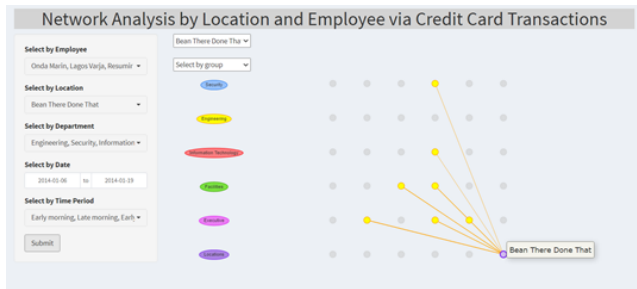 Network Analysis by Location and Employee via Credit Card Transactions
Select by Employee
Onda Marin, Lagos Varja, Resumir
Select by Location
Bean There Done That
Select by Department
Engineering, Security, Information
Select by Date
2014-01-06 to 2014-01-19
Select by Time Period
Early morning, Late morning, Early
Submit
Bean There Done Tha
Select by group
Security
Engineering
Information Technology
Facilities
Executive
Locations
Bean There Done That